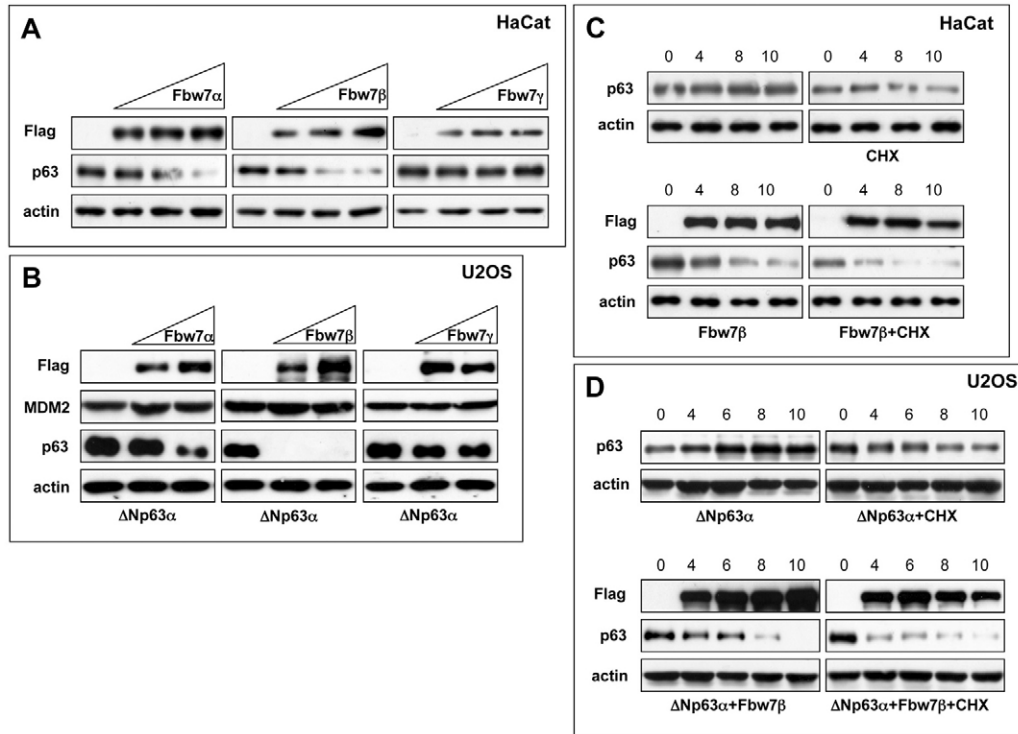 A HaCat
Fbw7α Fbw7β Fbw7γ
Flag
p63
actin
B U2OS
Fbw7α Fbw7β Fbw7γ
Flag
MDM2
p63
actin
ΔNp63α ΔNp63α ΔNp63α
C HaCat
0 4 8 10 0 4 8 10
p63
actin
CHX
0 4 8 10 0 4 8 10
Flag
p63
actin
Fbw7β Fbw7β+CHX
D U2OS
0 4 6 8 10 0 4 6 8 10
p63
actin
ΔNp63α ΔNp63α+CHX
0 4 6 8 10 0 4 6 8 10
Flag
p63
actin
ΔNp63α+Fbw7β ΔNp63α+Fbw7β+CHX